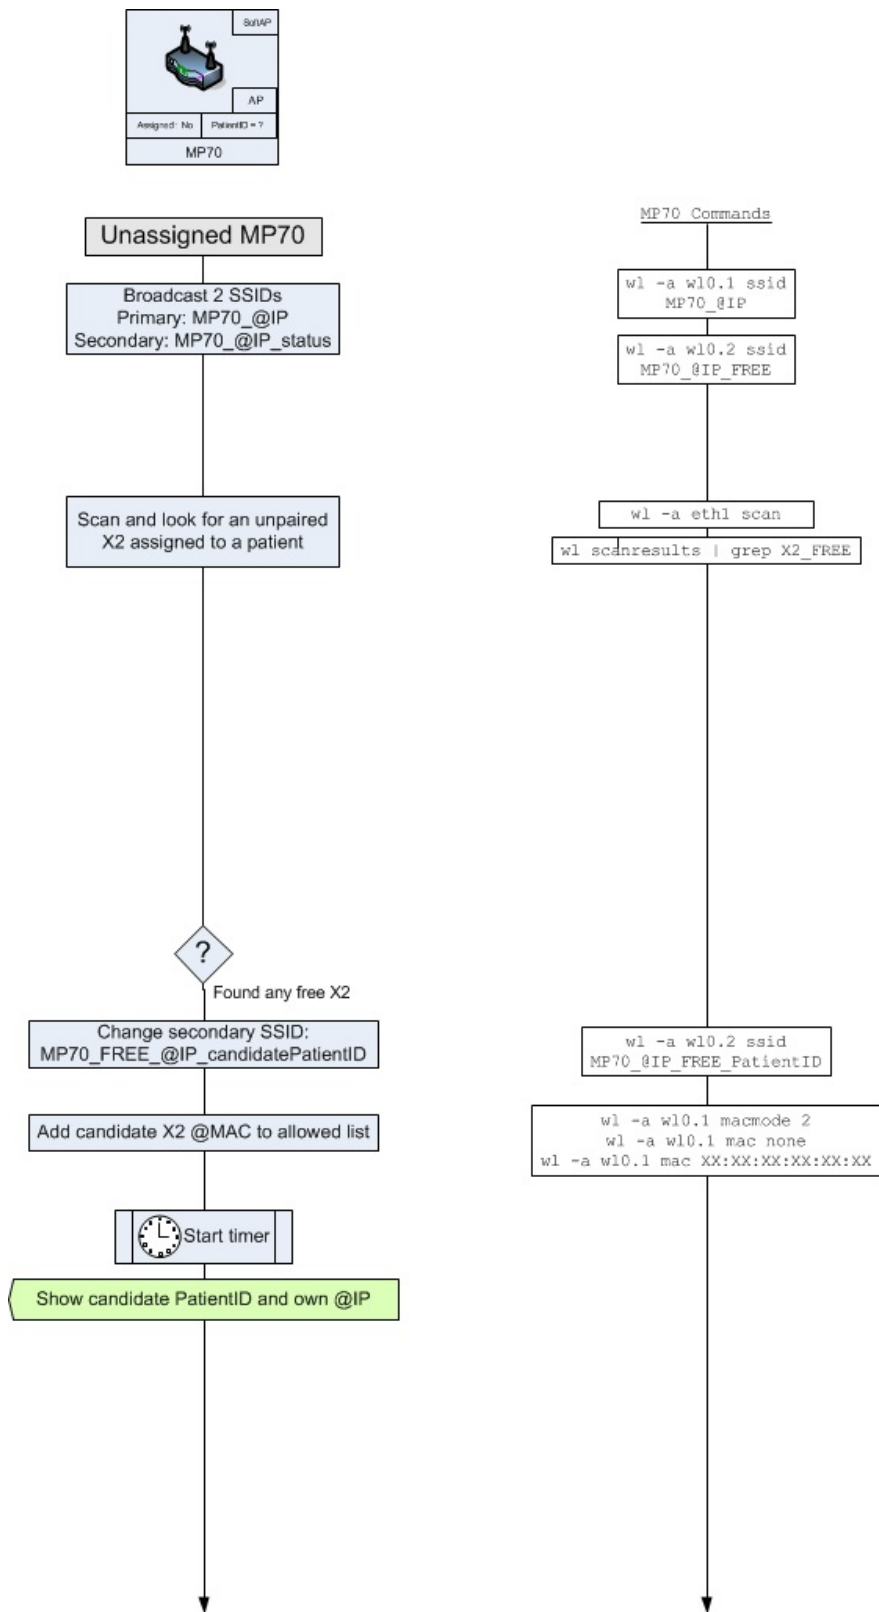 SoftAP
AP
Assigned: No
PatientID = ?
MP70
Unassigned MP70
Broadcast 2 SSIDs
Primary: MP70_@IP
Secondary: MP70_@IP_status
Scan and look for an unpaired
X2 assigned to a patient
?
Found any free X2
Change secondary SSID:
MP70_FREE_@IP_candidatePatientID
Add candidate X2 @MAC to allowed list
Start timer
Show candidate PatientID and own @IP
MP70 Commands
wl -a wl0.1 ssid
MP70_@IP
wl -a wl0.2 ssid
MP70_@IP_FREE
wl -a eth1 scan
wl scanresults | grep X2_FREE
wl -a wl0.2 ssid
MP70_@IP_FREE_PatientID
wl -a wl0.1 macmode 2
wl -a wl0.1 mac none
wl -a wl0.1 mac XX:XX:XX:XX:XX:XX